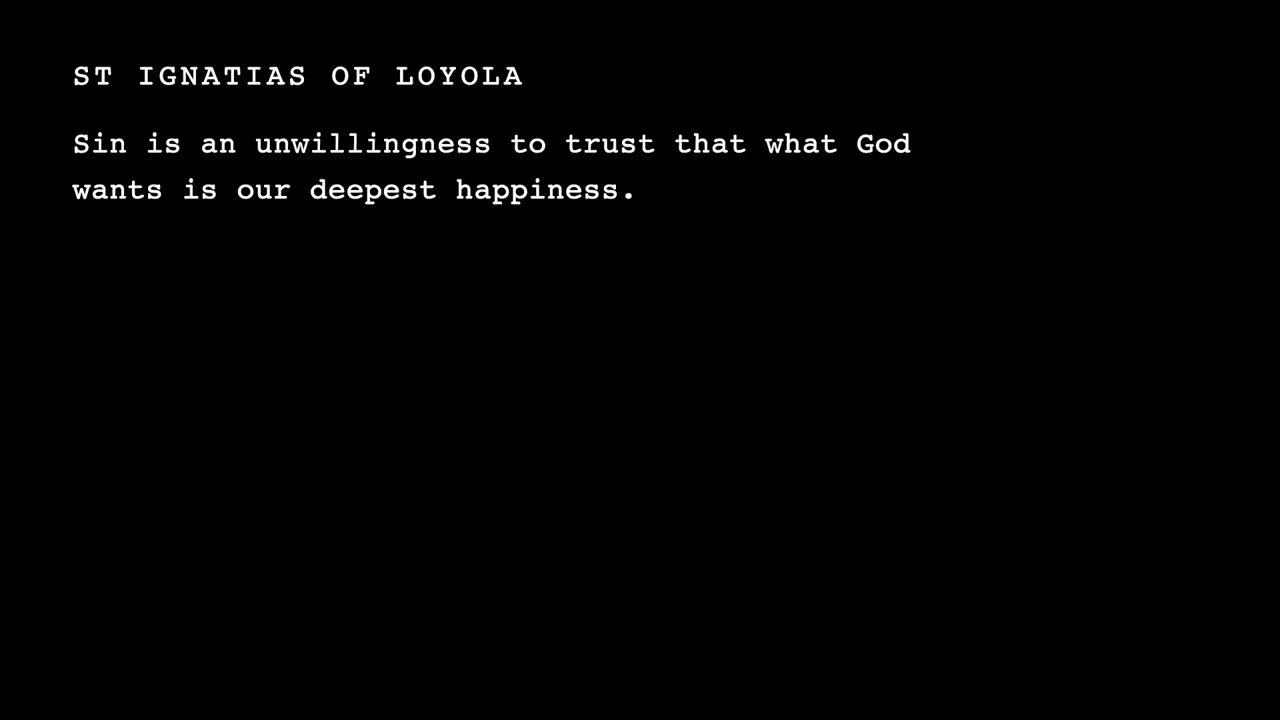 ST IGNATIAS OF LOYOLA
Sin is an unwillingness to trust that what God
wants is our deepest happiness.